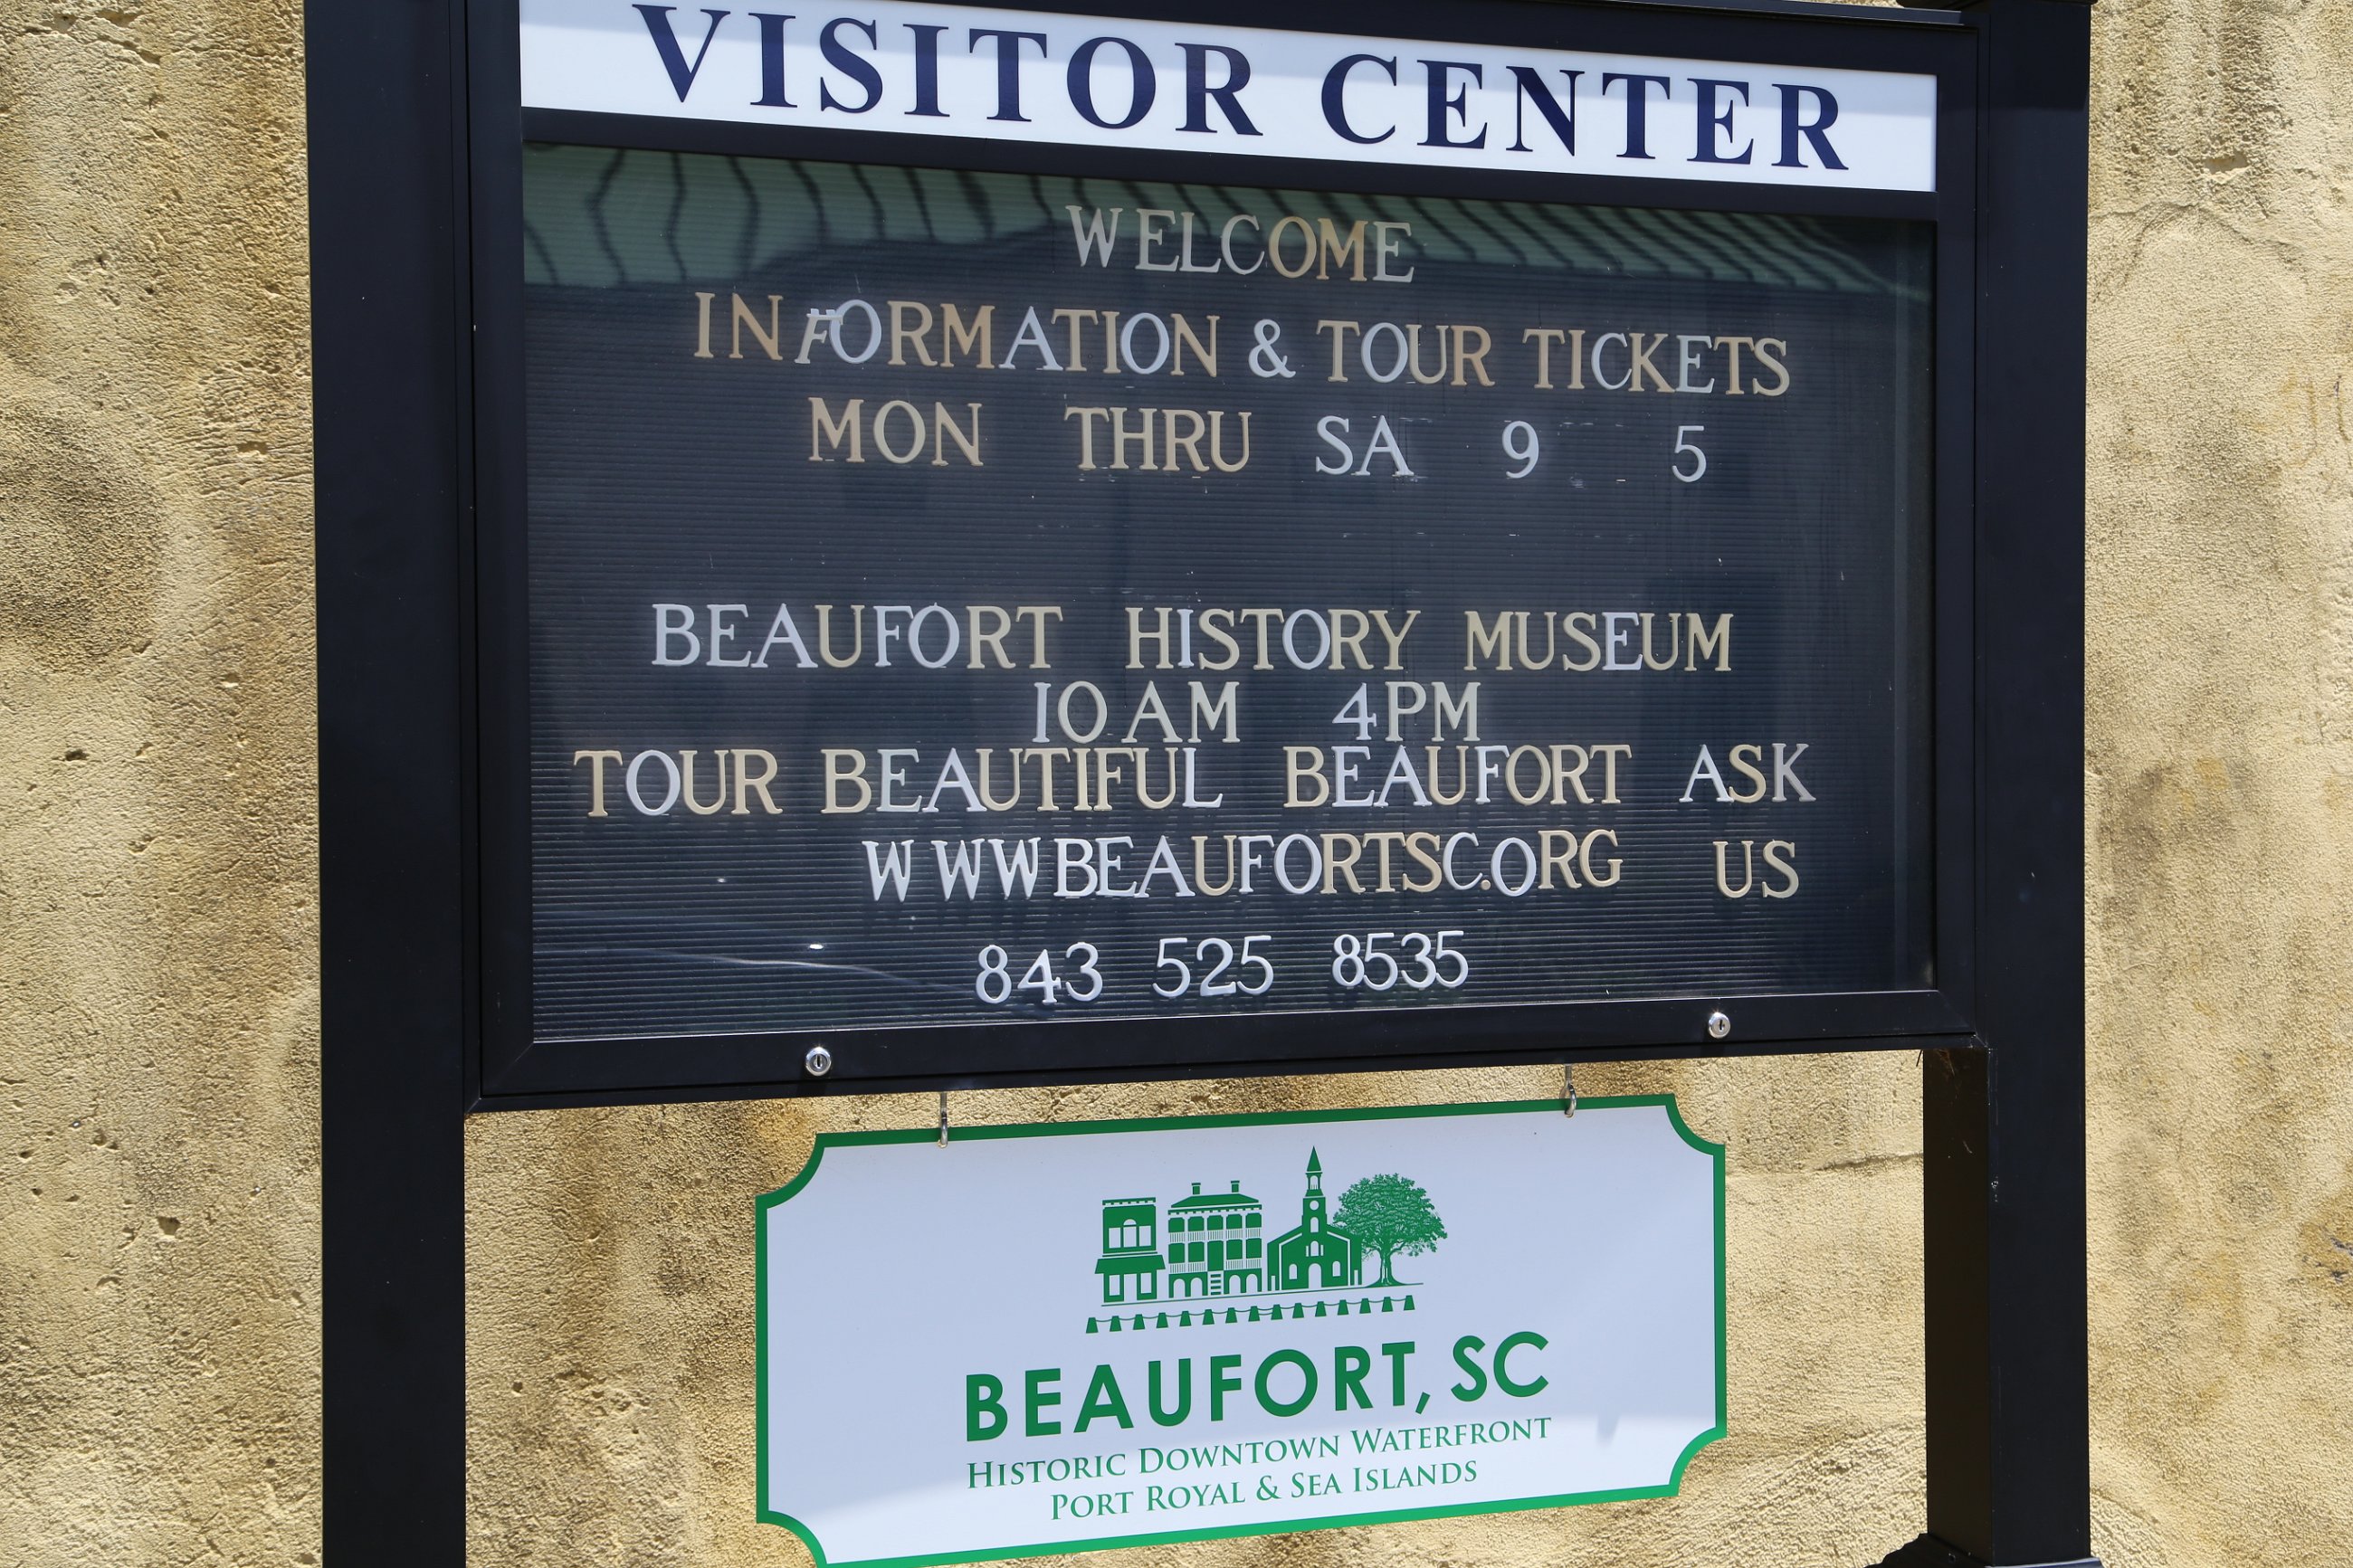 VISITOR CENTER
WELCOME
INFORMATION & TOUR TICKETS
MON THRU SA 9 5
BEAUFORT HISTORY MUSEUM
10 AM 4PM
TOUR BEAUTIFUL BEAUFORT ASK
WWWBEAUFORTSC.ORG US
843 525 8535
BEAUFORT, SC
HISTORIC DOWNTOWN WATERFRONT
PORT ROYAL & SEA ISLANDS